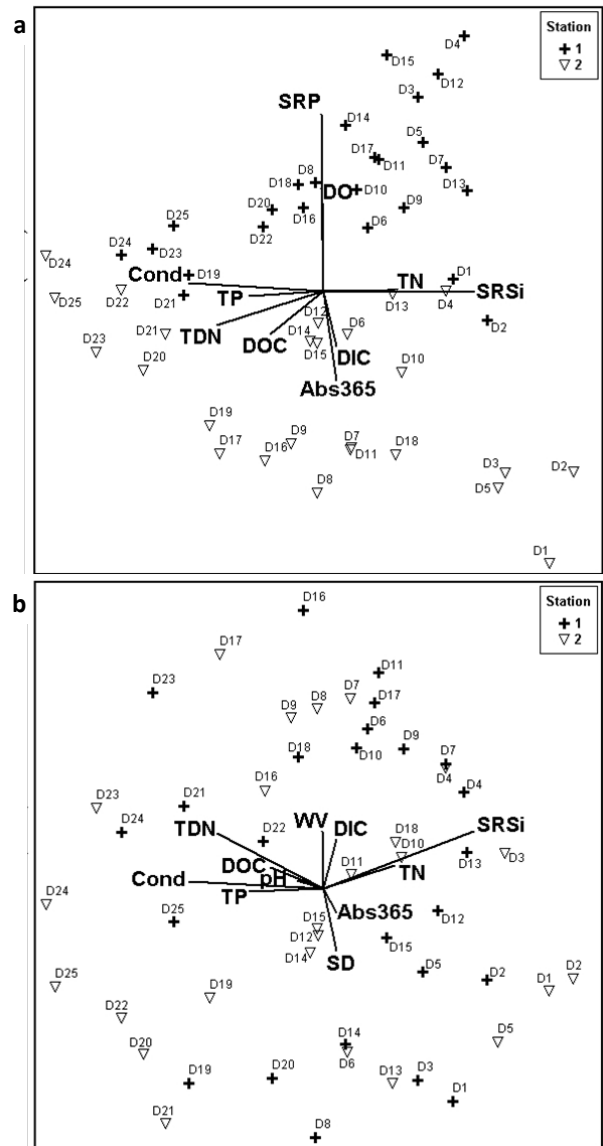 a
Station
1
2
D4
D15
D12
D3
D14
D5
SRP
D17
D11
D7
D18
D8
DO
D10
D13
D20
D16
D9
D25
D22
D6
D24
D23
D24
D19
D1
Cond
TP
TN
SRSi
D25
D22
D21
D13
D4
D2
D12
D21
TDN
DOC
D14
D15
D6
DIC
D23
D20
Abs365
D10
D19
D17
D16
D9
D7
D11
D18
D8
D3
D5
D2
D1
b
Station
1
2
D16
D17
D23
D11
D7
D17
D9
D8
D6
D18
D10
D9
D7
D4
D16
D4
D23
D21
D24
TDN
WV
DIC
SRSi
D22
D18
D10
D13
D3
DOC
pH
D11
TN
Cond
TP
D24
Abs365
D12
D25
D15
D12
D15
D14
SD
D5
D2
D1
D2
D25
D19
D22
D5
D20
D14
D6
D19
D20
D13
D3
D1
D21
D8